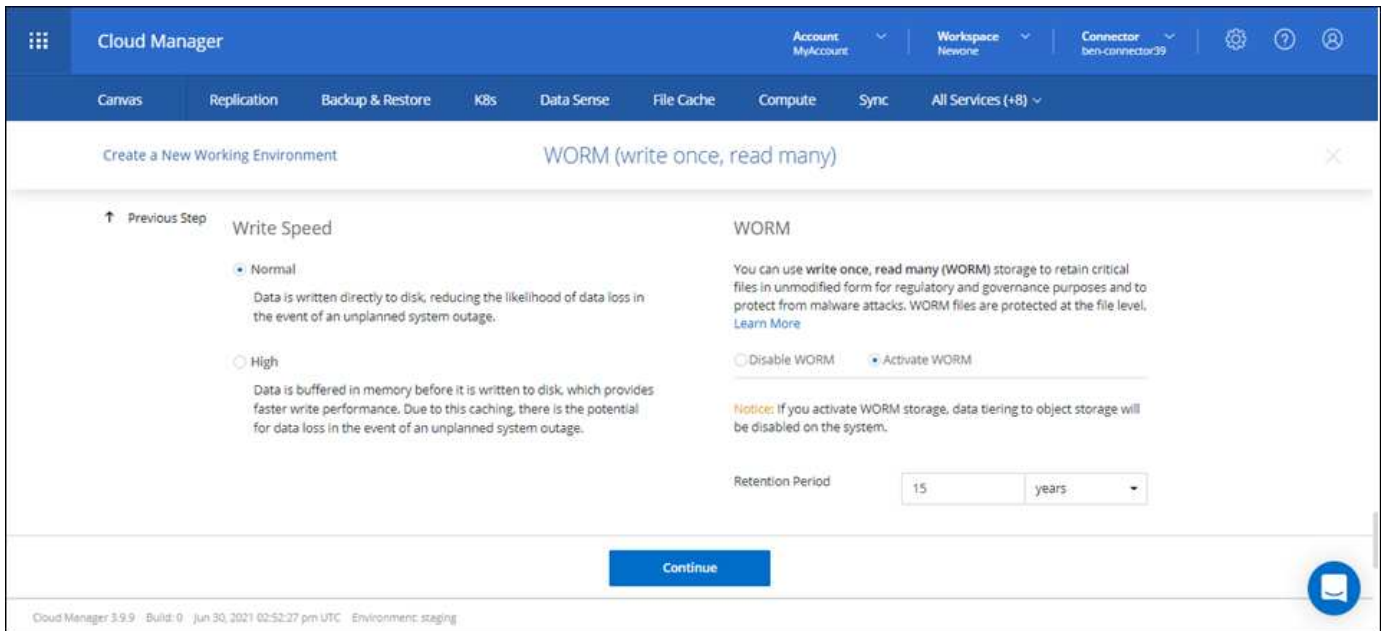 Cloud Manager
Account
MyAccount
Workspace
Newone
Connector
ben-connector39
Canvas
Replication
Backup & Restore
K8s
Data Sense
File Cache
Compute
Sync
All Services (+8)
Create a New Working Environment
WORM (write once, read many)
↑ Previous Step
Write Speed
Normal
Data is written directly to disk, reducing the likelihood of data loss in
the event of an unplanned system outage.
High
Data is buffered in memory before it is written to disk, which provides
faster write performance. Due to this caching, there is the potential
for data loss in the event of an unplanned system outage.
WORM
You can use write once, read many (WORM) storage to retain critical
files in unmodified form for regulatory and governance purposes and to
protect from malware attacks. WORM files are protected at the file level.
Learn More
Disable WORM
Activate WORM
Notice: If you activate WORM storage, data tiering to object storage will
be disabled on the system.
Retention Period
15
years
Continue
Cloud Manager 3.9.9 Build: 0 Jun 30, 2021 02:52:27 pm UTC Environment: staging